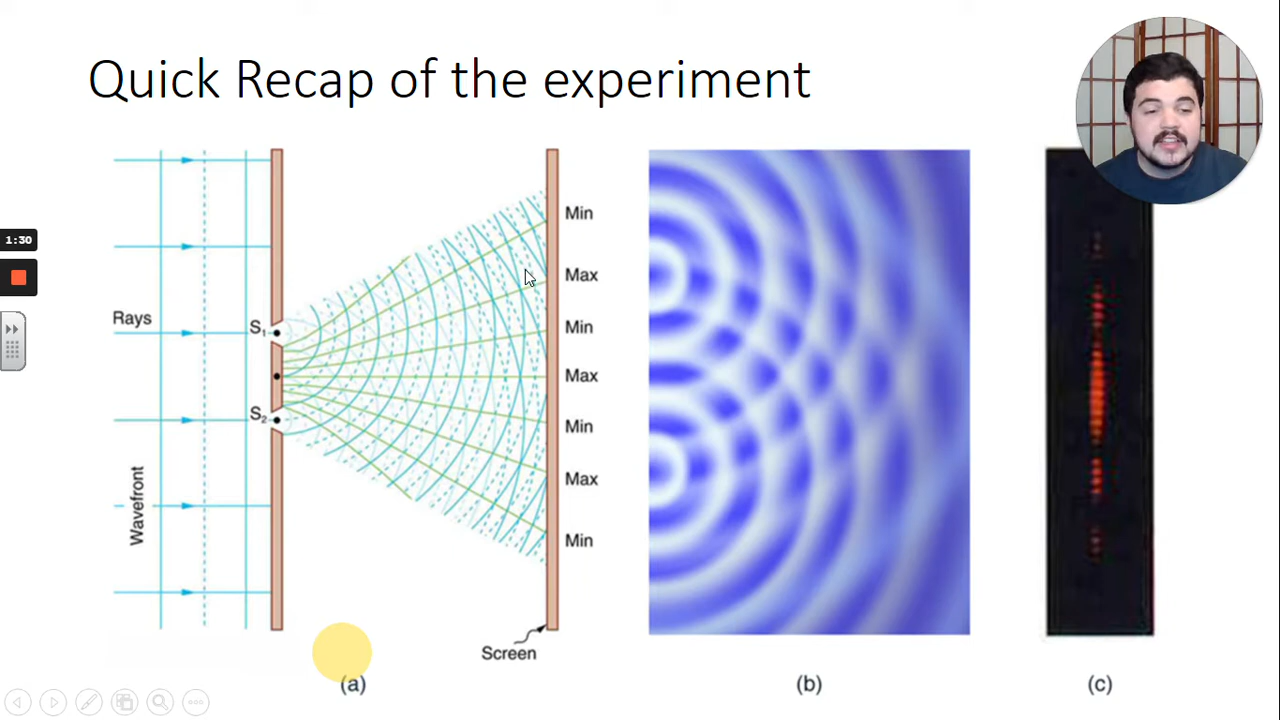 Quick Recap of the experiment
1:30
Rays
Wavefront
S1
S2
Min
Max
Min
Max
Min
Max
Min
Screen
(a)
(b)
(c)